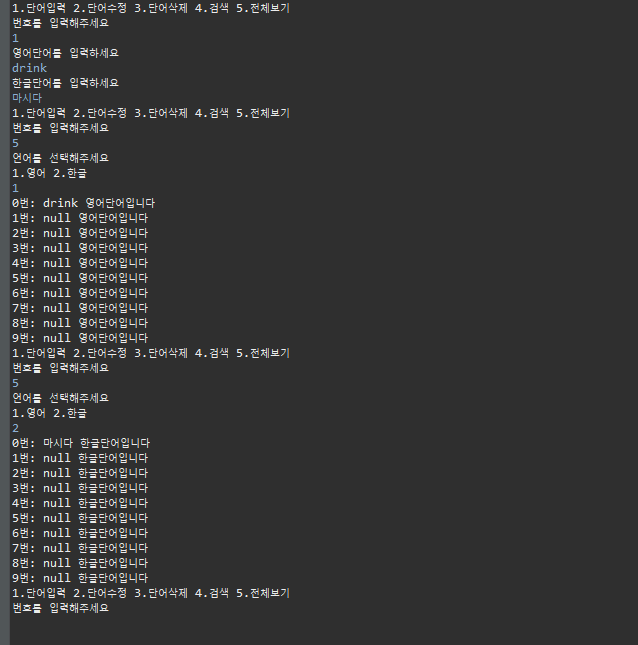 1.단어입력 2.단어수정 3.단어삭제 4.검색 5.전체보기
번호를 입력해주세요
1
영어단어를 입력하세요
drink
한글단어를 입력하세요
마시다
1.단어입력 2.단어수정 3.단어삭제 4.검색 5.전체보기
번호를 입력해주세요
5
언어를 선택해주세요
1.영어 2.한글
1
0번: drink 영어단어입니다
1번: null 영어단어입니다
2번: null 영어단어입니다
3번: null 영어단어입니다
4번: null 영어단어입니다
5번: null 영어단어입니다
6번: null 영어단어입니다
7번: null 영어단어입니다
8번: null 영어단어입니다
9번: null 영어단어입니다
1.단어입력 2.단어수정 3.단어삭제 4.검색 5.전체보기
번호를 입력해주세요
5
언어를 선택해주세요
1.영어 2.한글
2
0번: 마시다 한글단어입니다
1번: null 한글단어입니다
2번: null 한글단어입니다
3번: null 한글단어입니다
4번: null 한글단어입니다
5번: null 한글단어입니다
6번: null 한글단어입니다
7번: null 한글단어입니다
8번: null 한글단어입니다
9번: null 한글단어입니다
1.단어입력 2.단어수정 3.단어삭제 4.검색 5.전체보기
번호를 입력해주세요